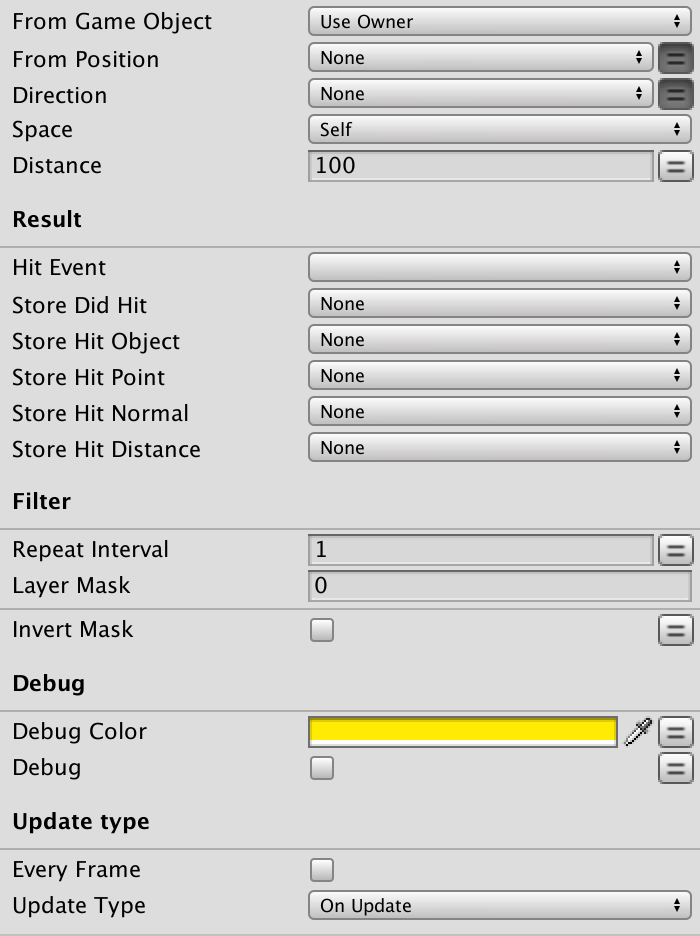 From Game Object Use Owner
From Position None
Direction None
Space Self
Distance 100
Result
Hit Event
Store Did Hit None
Store Hit Object None
Store Hit Point None
Store Hit Normal None
Store Hit Distance None
Filter
Repeat Interval 1
Layer Mask 0
Invert Mask
Debug
Debug Color
Debug
Update type
Every Frame
Update Type On Update